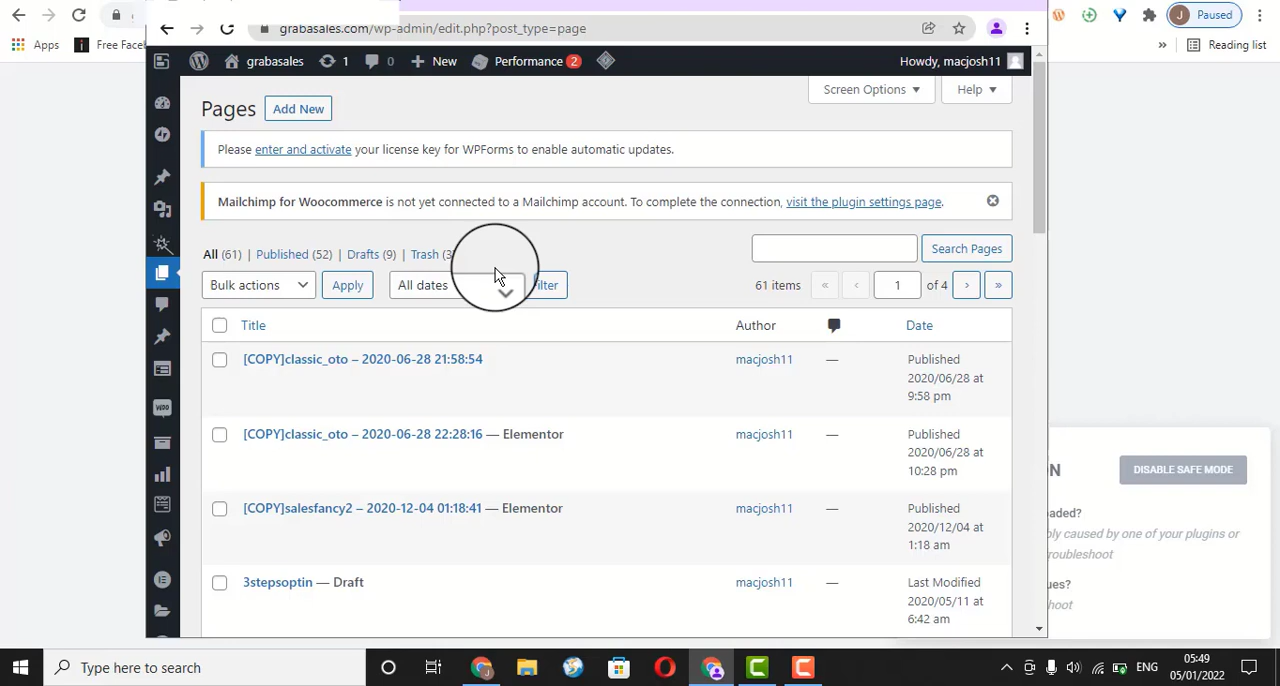 Paused
Apps
Free Facel
»
Reading list
grabasales.com/wp-admin/edit.php?post_type=page
grabasales
1
0
New
Performance 2
Howdy, macjosh11
Pages
Add New
Screen Options
Help
Please enter and activate your license key for WPForms to enable automatic updates.
Mailchimp for Woocommerce is not yet connected to a Mailchimp account. To complete the connection, visit the plugin settings page.
All (61) | Published (52) | Drafts (9) | Trash (3
Search Pages
Bulk actions
Apply
All dates
ilter
61 items
«
‹
1
of 4
›
»
Title
Author
Date
[COPY]classic_oto – 2020-06-28 21:58:54
macjosh11
—
Published
2020/06/28 at
9:58 pm
[COPY]classic_oto – 2020-06-28 22:28:16 — Elementor
macjosh11
—
Published
2020/06/28 at
10:28 pm
[COPY]salesfancy2 – 2020-12-04 01:18:41 — Elementor
macjosh11
—
Published
2020/12/04 at
1:18 am
3stepsoptin — Draft
macjosh11
—
Last Modified
2020/05/11 at
6:42 am
ON
DISABLE SAFE MODE
oaded?
bly caused by one of your plugins or
troubleshoot
ues?
hoot
Type here to search
ENG
05:49
05/01/2022